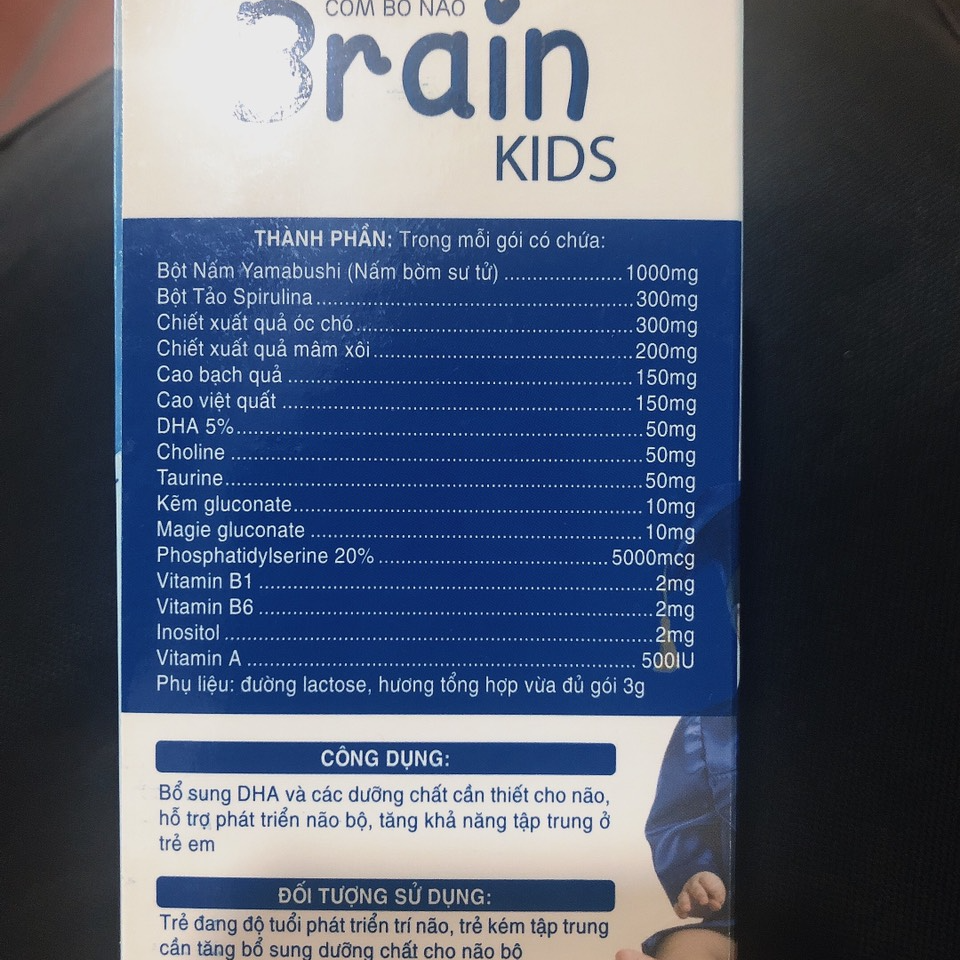 CỐM BỔ NÃO
Brain
KIDS
THÀNH PHẦN: Trong mỗi gói có chứa:
Bột Nấm Yamabushi (Nấm bờm sư tử) .................... 1000mg
Bột Tảo Spirulina ..................................................... 300mg
Chiết xuất quả óc chó .............................................. 300mg
Chiết xuất quả mâm xôi ........................................... 200mg
Cao bạch quả .......................................................... 150mg
Cao việt quất ........................................................... 150mg
DHA 5% .................................................................... 50mg
Choline ..................................................................... 50mg
Taurine ..................................................................... 50mg
Kẽm gluconate .......................................................... 10mg
Magie gluconate ........................................................ 10mg
Phosphatidylserine 20% ...................................... 5000mcg
Vitamin B1 .................................................................. 2mg
Vitamin B6 .................................................................. 2mg
Inositol ....................................................................... 2mg
Vitamin A ................................................................ 500IU
Phụ liệu: đường lactose, hương tổng hợp vừa đủ gói 3g
CÔNG DỤNG:
Bổ sung DHA và các dưỡng chất cần thiết cho não,
hỗ trợ phát triển não bộ, tăng khả năng tập trung ở
trẻ em
ĐỐI TƯỢNG SỬ DỤNG:
Trẻ đang độ tuổi phát triển trí não, trẻ kém tập trung
cần tăng bổ sung dưỡng chất cho não bộ